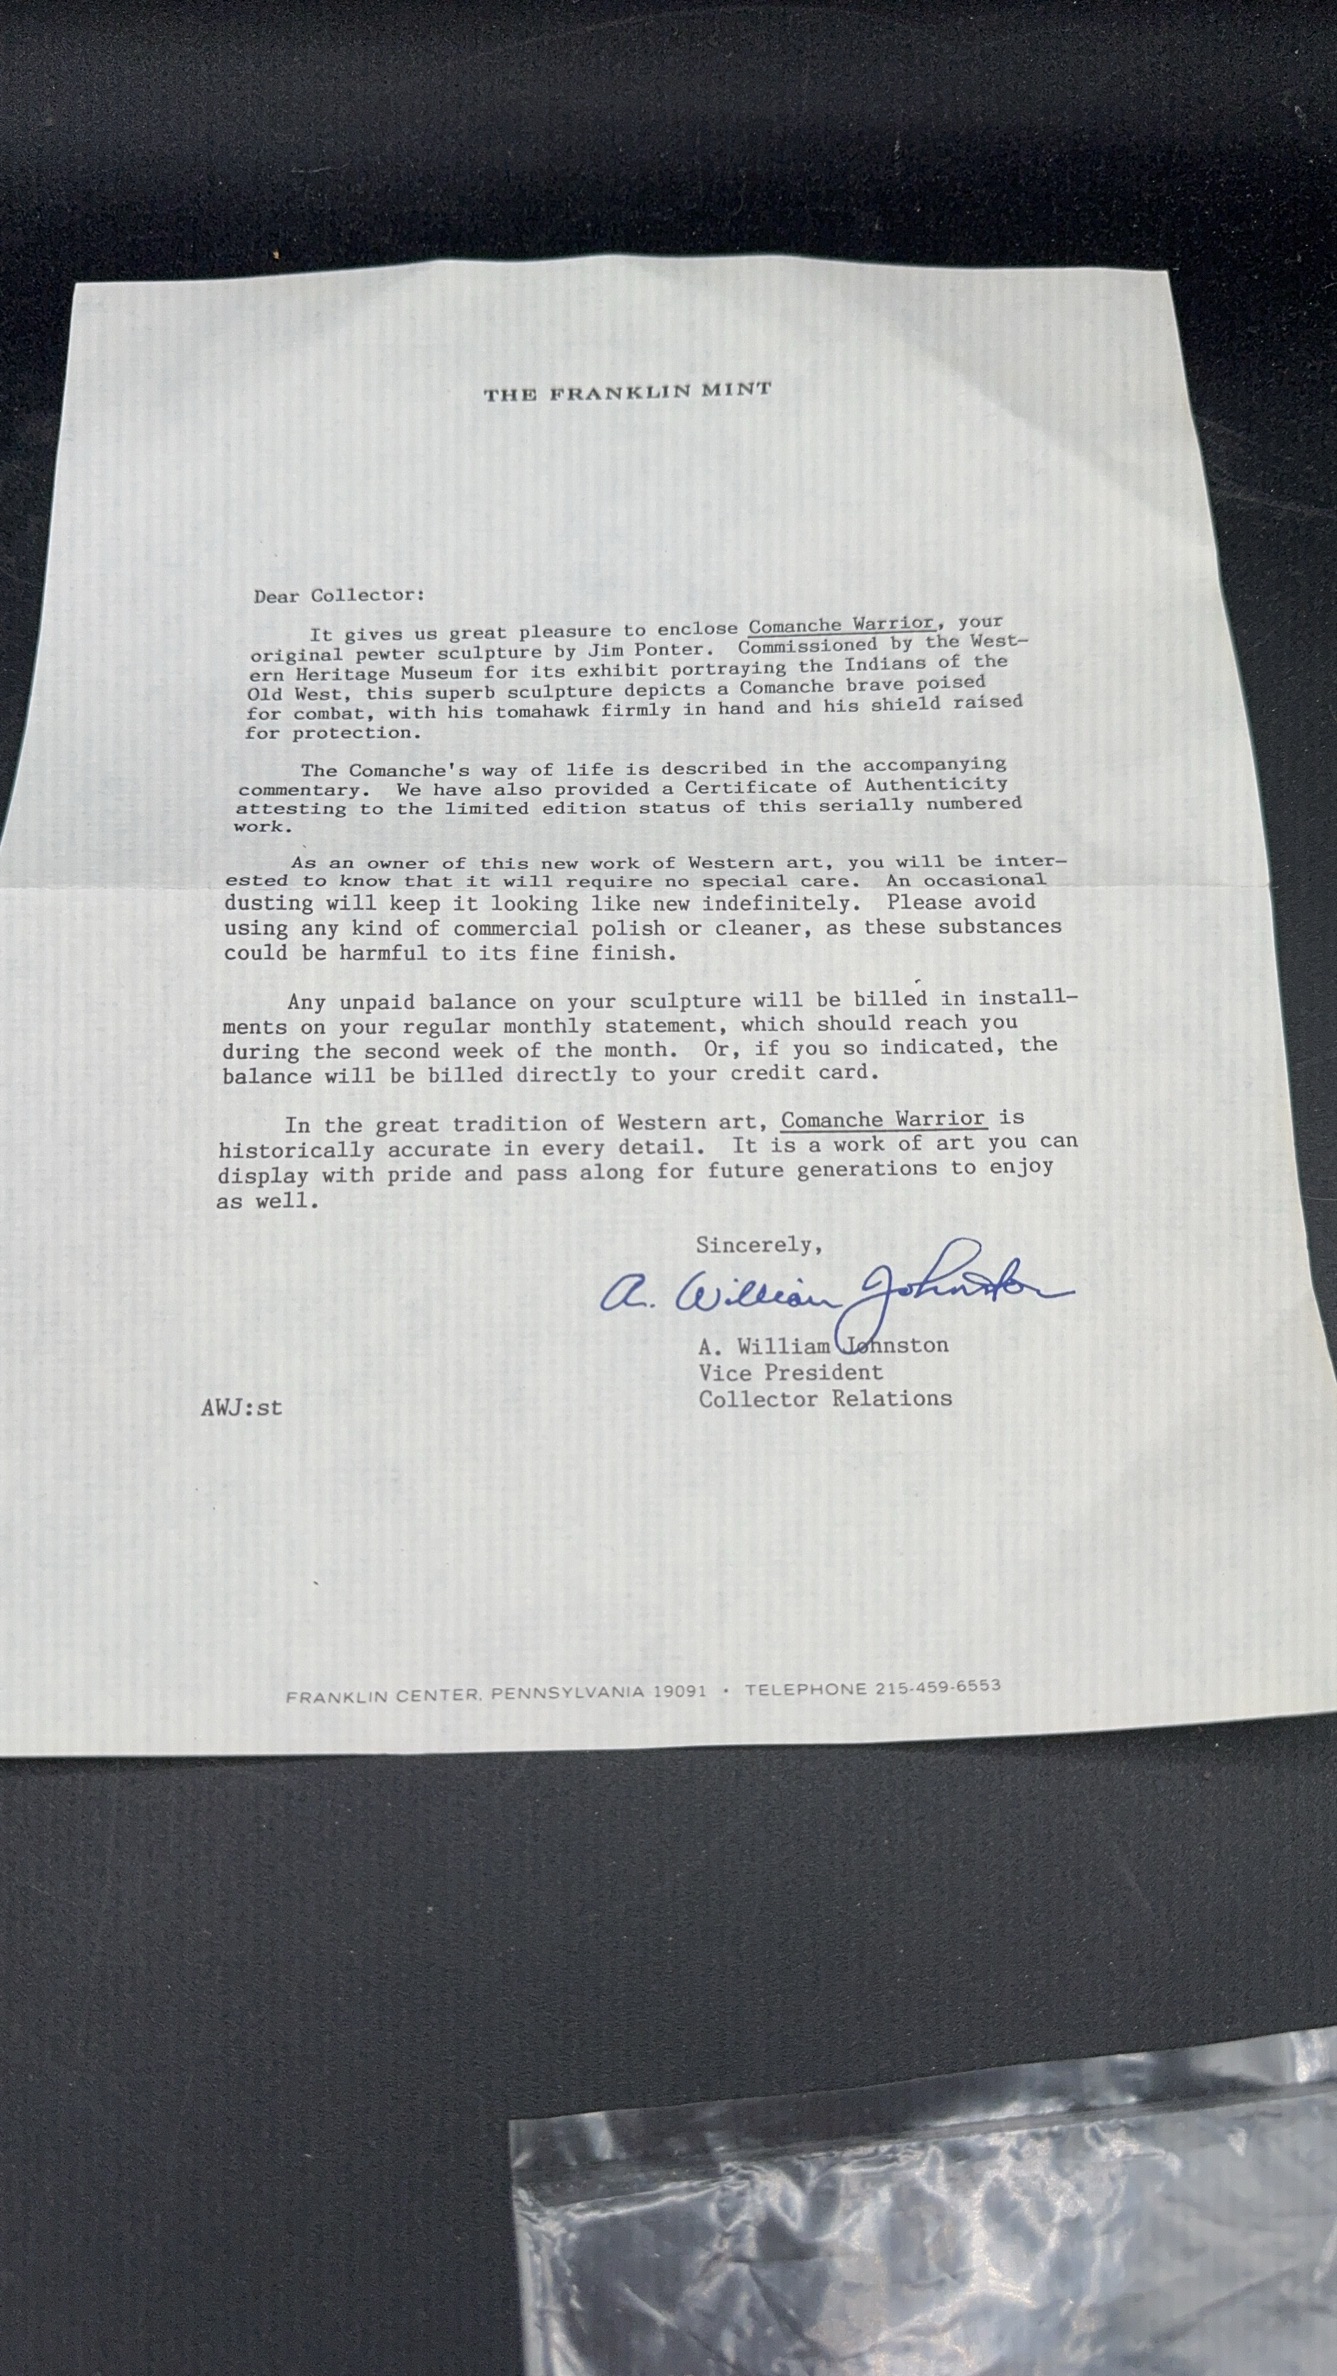 THE FRANKLIN MINT
Dear Collector:
It gives us great pleasure to enclose Comanche Warrior, your
original pewter sculpture by Jim Ponter. Commissioned by the West-
ern Heritage Museum for its exhibit portraying the Indians of the
Old West, this superb sculpture depicts a Comanche brave poised
for combat, with his tomahawk firmly in hand and his shield raised
for protection.
The Comanche's way of life is described in the accompanying
commentary. We have also provided a Certificate of Authenticity
attesting to the limited edition status of this serially numbered
work.
As an owner of this new work of Western art, you will be inter-
ested to know that it will require no special care. An occasional
dusting will keep it looking like new indefinitely. Please avoid
using any kind of commercial polish or cleaner, as these substances
could be harmful to its fine finish.
Any unpaid balance on your sculpture will be billed in install-
ments on your regular monthly statement, which should reach you
during the second week of the month. Or, if you so indicated, the
balance will be billed directly to your credit card.
In the great tradition of Western art, Comanche Warrior is
historically accurate in every detail. It is a work of art you can
display with pride and pass along for future generations to enjoy
as well.
Sincerely,
A. William Johnston
A. William Johnston
Vice President
Collector Relations
AWJ:st
FRANKLIN CENTER, PENNSYLVANIA 19091 • TELEPHONE 215-459-6553